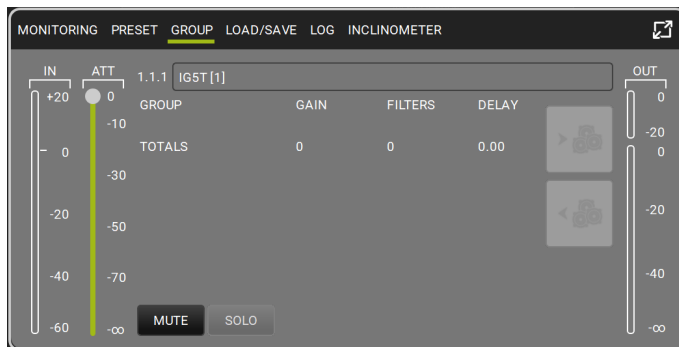 MONITORING PRESET GROUP LOAD/SAVE LOG INCLINOMETER
IN ATT OUT
1.1.1 IG5T [1]
+20 0 0
GROUP GAIN FILTERS DELAY
-10
-20
TOTALS 0 0 0.00
0 0
-30
-20 -20
-50
-40 -70 -40
MUTE SOLO
-60 -∞ -∞